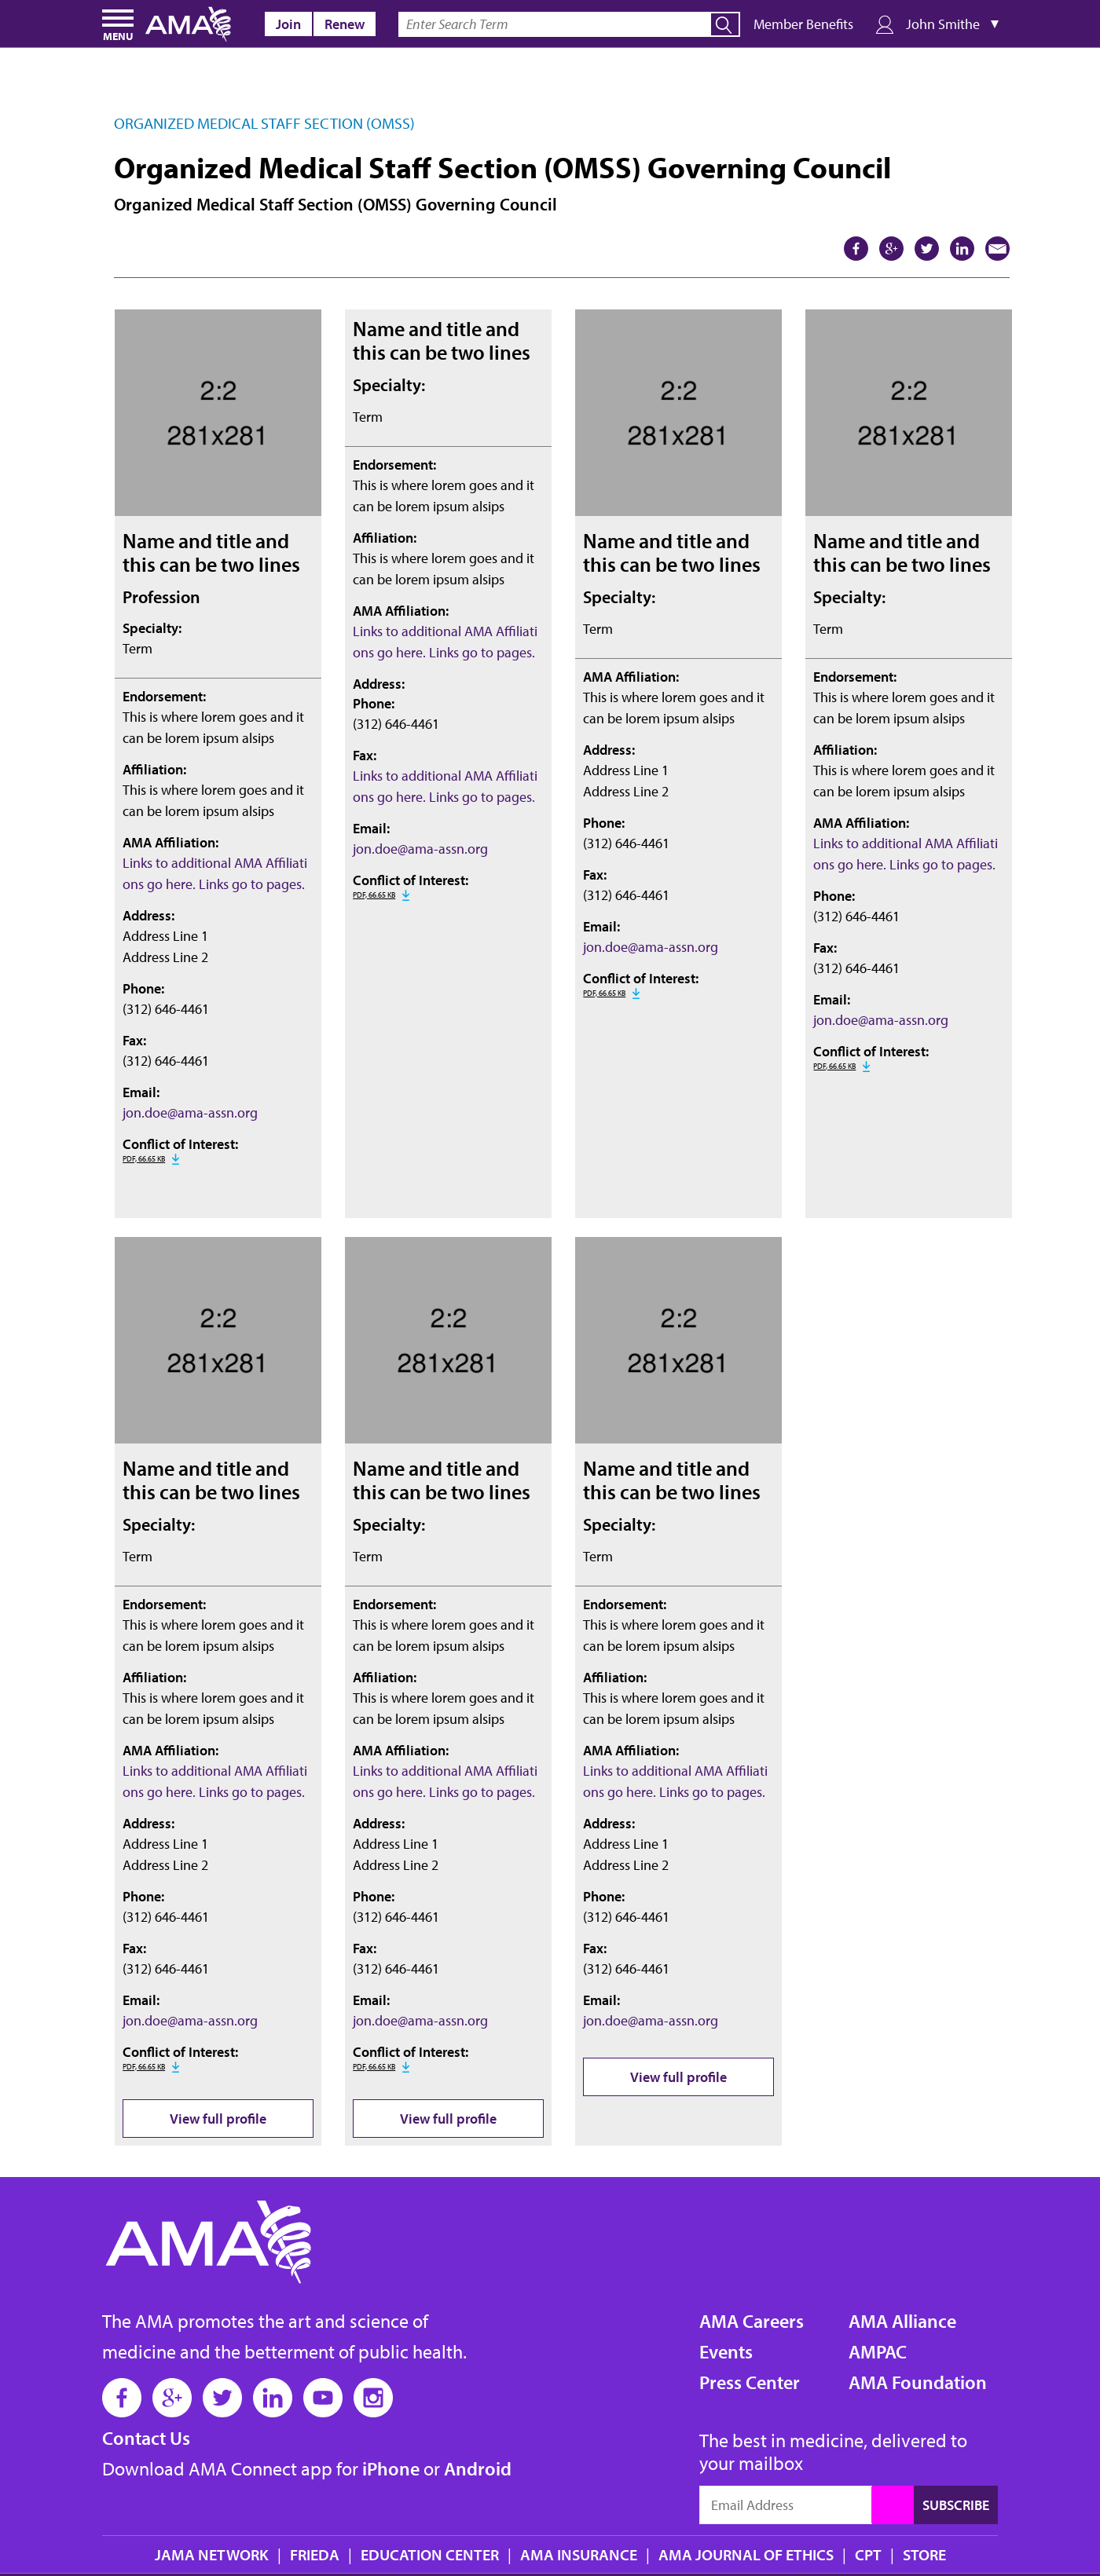 MENU
AMA
Join
Renew
Enter Search Term
Member Benefits
John Smithe
ORGANIZED MEDICAL STAFF SECTION (OMSS)
Organized Medical Staff Section (OMSS) Governing Council
Organized Medical Staff Section (OMSS) Governing Council
2:2
281x281
Name and title and
this can be two lines
Profession
Specialty:
Term
Endorsement:
This is where lorem goes and it
can be lorem ipsum alsips
Affiliation:
This is where lorem goes and it
can be lorem ipsum alsips
AMA Affiliation:
Links to additional AMA Affiliati
ons go here. Links go to pages.
Address:
Address Line 1
Address Line 2
Phone:
(312) 646-4461
Fax:
(312) 646-4461
Email:
jon.doe@ama-assn.org
Conflict of Interest:
PDF, 66.65 KB
Name and title and
this can be two lines
Specialty:
Term
Endorsement:
This is where lorem goes and it
can be lorem ipsum alsips
Affiliation:
This is where lorem goes and it
can be lorem ipsum alsips
AMA Affiliation:
Links to additional AMA Affiliati
ons go here. Links go to pages.
Address:
Phone:
(312) 646-4461
Fax:
Links to additional AMA Affiliati
ons go here. Links go to pages.
Email:
jon.doe@ama-assn.org
Conflict of Interest:
PDF, 66.65 KB
2:2
281x281
Name and title and
this can be two lines
Specialty:
Term
AMA Affiliation:
This is where lorem goes and it
can be lorem ipsum alsips
Address:
Address Line 1
Address Line 2
Phone:
(312) 646-4461
Fax:
(312) 646-4461
Email:
jon.doe@ama-assn.org
Conflict of Interest:
PDF, 66.65 KB
2:2
281x281
Name and title and
this can be two lines
Specialty:
Term
Endorsement:
This is where lorem goes and it
can be lorem ipsum alsips
Affiliation:
This is where lorem goes and it
can be lorem ipsum alsips
AMA Affiliation:
Links to additional AMA Affiliati
ons go here. Links go to pages.
Phone:
(312) 646-4461
Fax:
(312) 646-4461
Email:
jon.doe@ama-assn.org
Conflict of Interest:
PDF, 66.65 KB
2:2
281x281
Name and title and
this can be two lines
Specialty:
Term
Endorsement:
This is where lorem goes and it
can be lorem ipsum alsips
Affiliation:
This is where lorem goes and it
can be lorem ipsum alsips
AMA Affiliation:
Links to additional AMA Affiliati
ons go here. Links go to pages.
Address:
Address Line 1
Address Line 2
Phone:
(312) 646-4461
Fax:
(312) 646-4461
Email:
jon.doe@ama-assn.org
Conflict of Interest:
PDF, 66.65 KB
View full profile
2:2
281x281
Name and title and
this can be two lines
Specialty:
Term
Endorsement:
This is where lorem goes and it
can be lorem ipsum alsips
Affiliation:
This is where lorem goes and it
can be lorem ipsum alsips
AMA Affiliation:
Links to additional AMA Affiliati
ons go here. Links go to pages.
Address:
Address Line 1
Address Line 2
Phone:
(312) 646-4461
Fax:
(312) 646-4461
Email:
jon.doe@ama-assn.org
Conflict of Interest:
PDF, 66.65 KB
View full profile
2:2
281x281
Name and title and
this can be two lines
Specialty:
Term
Endorsement:
This is where lorem goes and it
can be lorem ipsum alsips
Affiliation:
This is where lorem goes and it
can be lorem ipsum alsips
AMA Affiliation:
Links to additional AMA Affiliati
ons go here. Links go to pages.
Address:
Address Line 1
Address Line 2
Phone:
(312) 646-4461
Fax:
(312) 646-4461
Email:
jon.doe@ama-assn.org
View full profile
AMA
The AMA promotes the art and science of
medicine and the betterment of public health.
Contact Us
Download AMA Connect app for iPhone or Android
AMA Careers
Events
Press Center
AMA Alliance
AMPAC
AMA Foundation
The best in medicine, delivered to
your mailbox
Email Address
SUBSCRIBE
JAMA NETWORK | FRIEDA | EDUCATION CENTER | AMA INSURANCE | AMA JOURNAL OF ETHICS | CPT | STORE